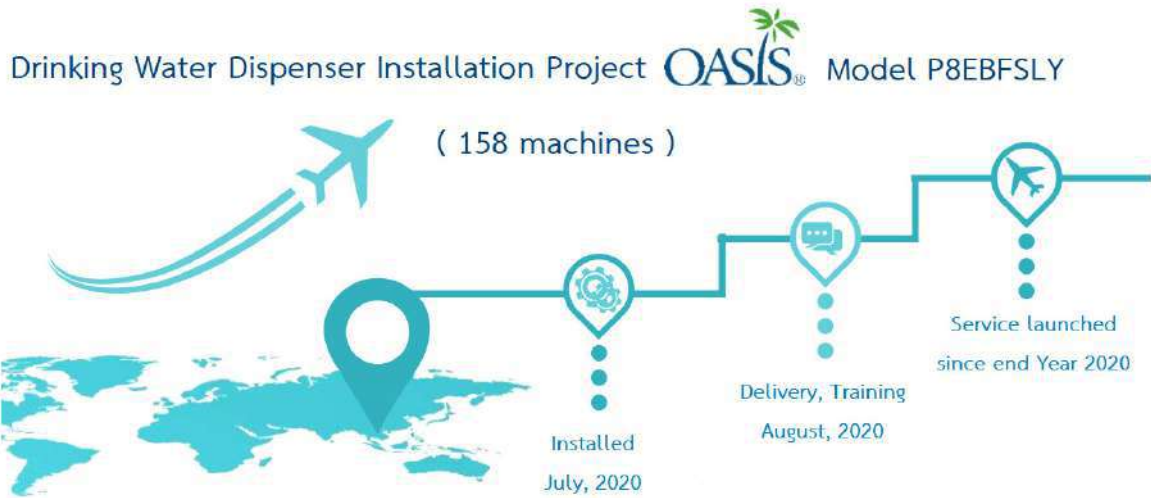 Drinking Water Dispenser Installation Project OASIS® Model P8EBFSLY
( 158 machines )
Installed
July, 2020
Delivery, Training
August, 2020
Service launched
since end Year 2020